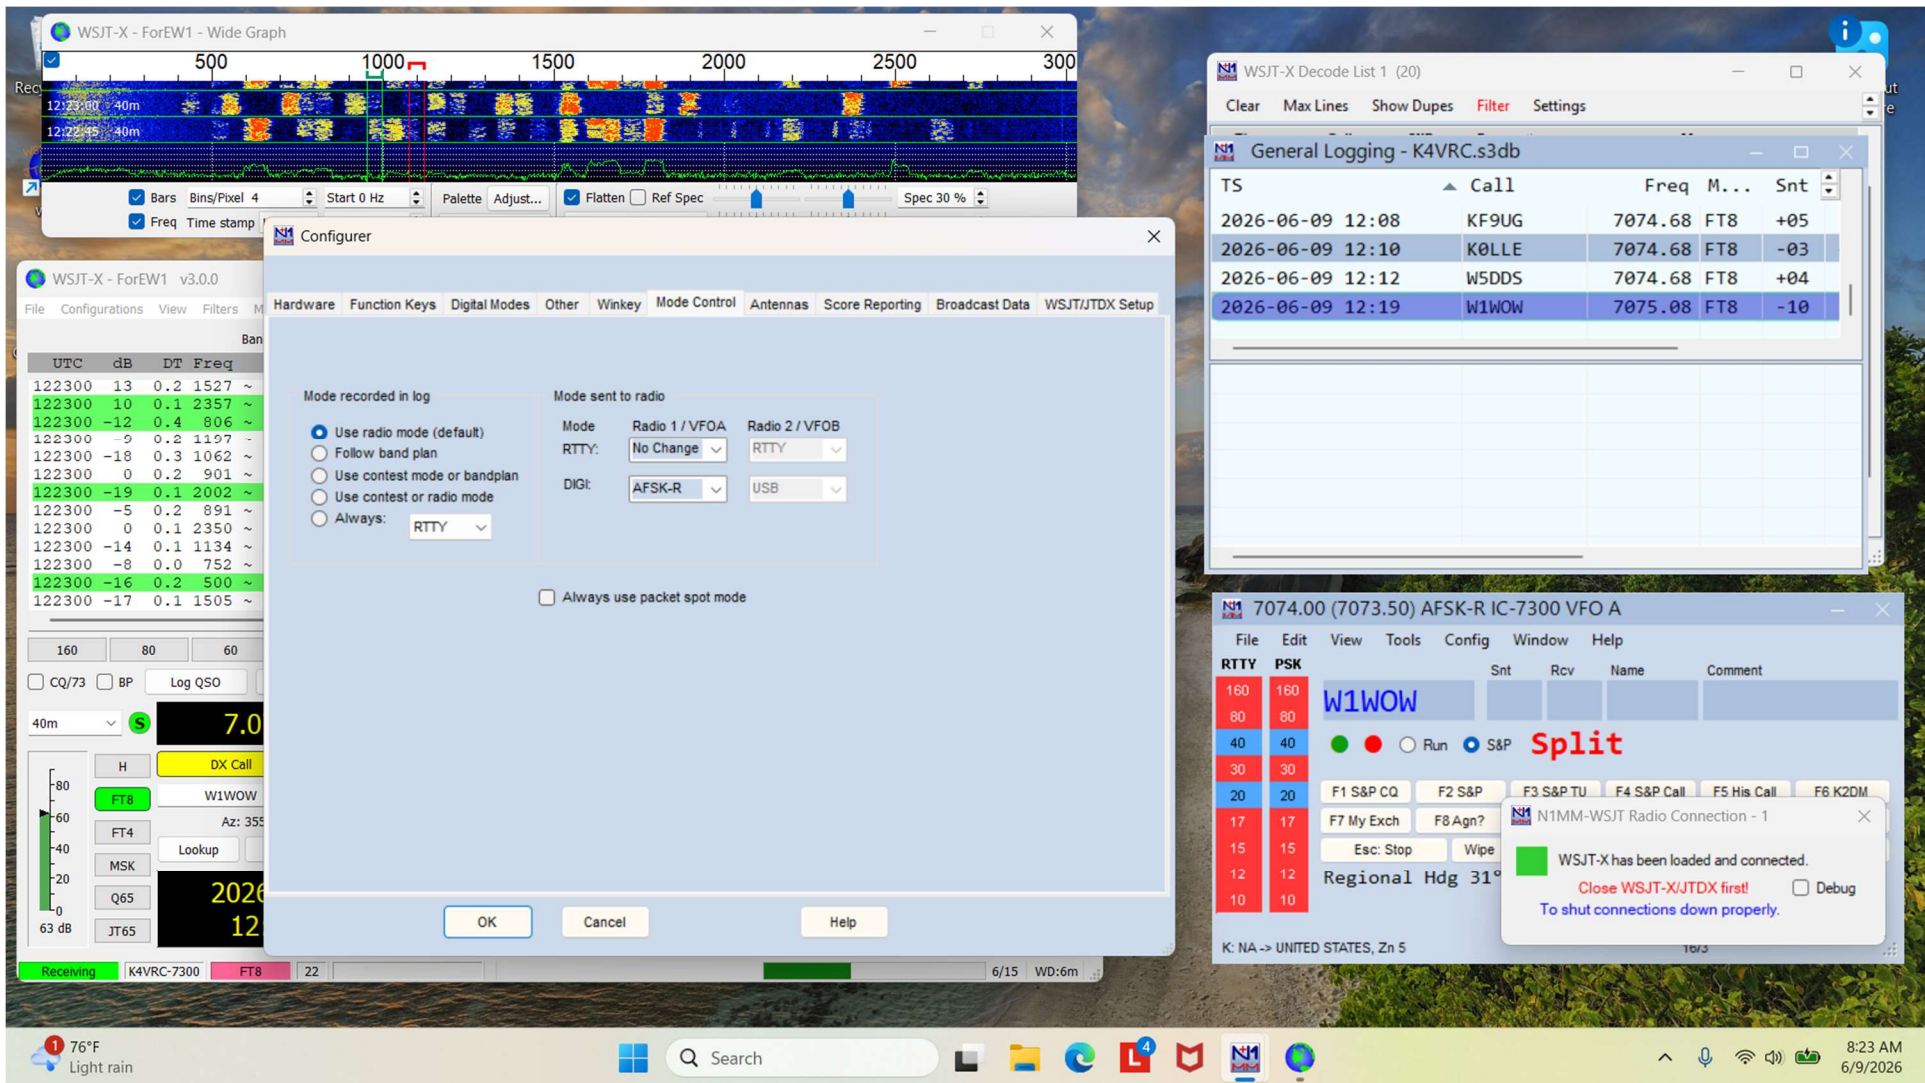 WSJT-X - ForEW1 - Wide Graph
500 1000 1500 2000 2500 300
12:23:00 40m
12:22:45 40m
Bars Bins/Pixel 4 Start 0 Hz Palette Adjust... Flatten Ref Spec Spec 30 %
Freq Time stamp
WSJT-X - ForEW1 v3.0.0
File Configurations View Filters M
Ban
UTC dB DT Freq
122300 13 0.2 1527 ~
122300 10 0.1 2357 ~
122300 -12 0.4 806 ~
122300 -9 0.2 1197 ~
122300 -18 0.3 1062 ~
122300 0 0.2 901 ~
122300 -19 0.1 2002 ~
122300 -5 0.2 891 ~
122300 0 0.1 2350 ~
122300 -14 0.1 1134 ~
122300 -8 0.0 752 ~
122300 -16 0.2 500 ~
122300 -17 0.1 1505 ~
160 80 60
CQ/73 BP Log QSO
40m S 7.0
H DX Call
FT8 W1WOW
FT4 Az: 355
MSK Lookup
Q65 2026
JT65 12:
80
60
40
20
0
63 dB
Receiving K4VRC-7300 FT8 22 6/15 WD:6m
Configurer
Hardware Function Keys Digital Modes Other Winkey Mode Control Antennas Score Reporting Broadcast Data WSJT/JTDX Setup
Mode recorded in log
Use radio mode (default)
Follow band plan
Use contest mode or bandplan
Use contest or radio mode
Always: RTTY
Mode sent to radio
Mode Radio 1 / VFOA Radio 2 / VFOB
RTTY: No Change RTTY
DIGI: AFSK-R USB
Always use packet spot mode
OK Cancel Help
WSJT-X Decode List 1 (20)
Clear Max Lines Show Dupes Filter Settings
General Logging - K4VRC.s3db
TS Call Freq M... Snt
2026-06-09 12:08 KF9UG 7074.68 FT8 +05
2026-06-09 12:10 KØLLE 7074.68 FT8 -03
2026-06-09 12:12 W5DDS 7074.68 FT8 +04
2026-06-09 12:19 W1WOW 7075.08 FT8 -10
7074.00 (7073.50) AFSK-R IC-7300 VFO A
File Edit View Tools Config Window Help
RTTY PSK Snt Rcv Name Comment
160 160 W1WOW
80 80
40 40 Run S&P Split
30 30
20 20 F1 S&P CQ F2 S&P F3 S&P TU F4 S&P Call F5 His Call F6 K2DM
17 17 F7 My Exch F8 Agn?
15 15 Esc: Stop Wipe
12 12 Regional Hdg 31°
10 10
K: NA -> UNITED STATES, Zn 5 16/3
N1MM-WSJT Radio Connection - 1
WSJT-X has been loaded and connected.
Close WSJT-X/JTDX first! Debug
To shut connections down properly.
1 76°F
Light rain
Search
4
8:23 AM
6/9/2026